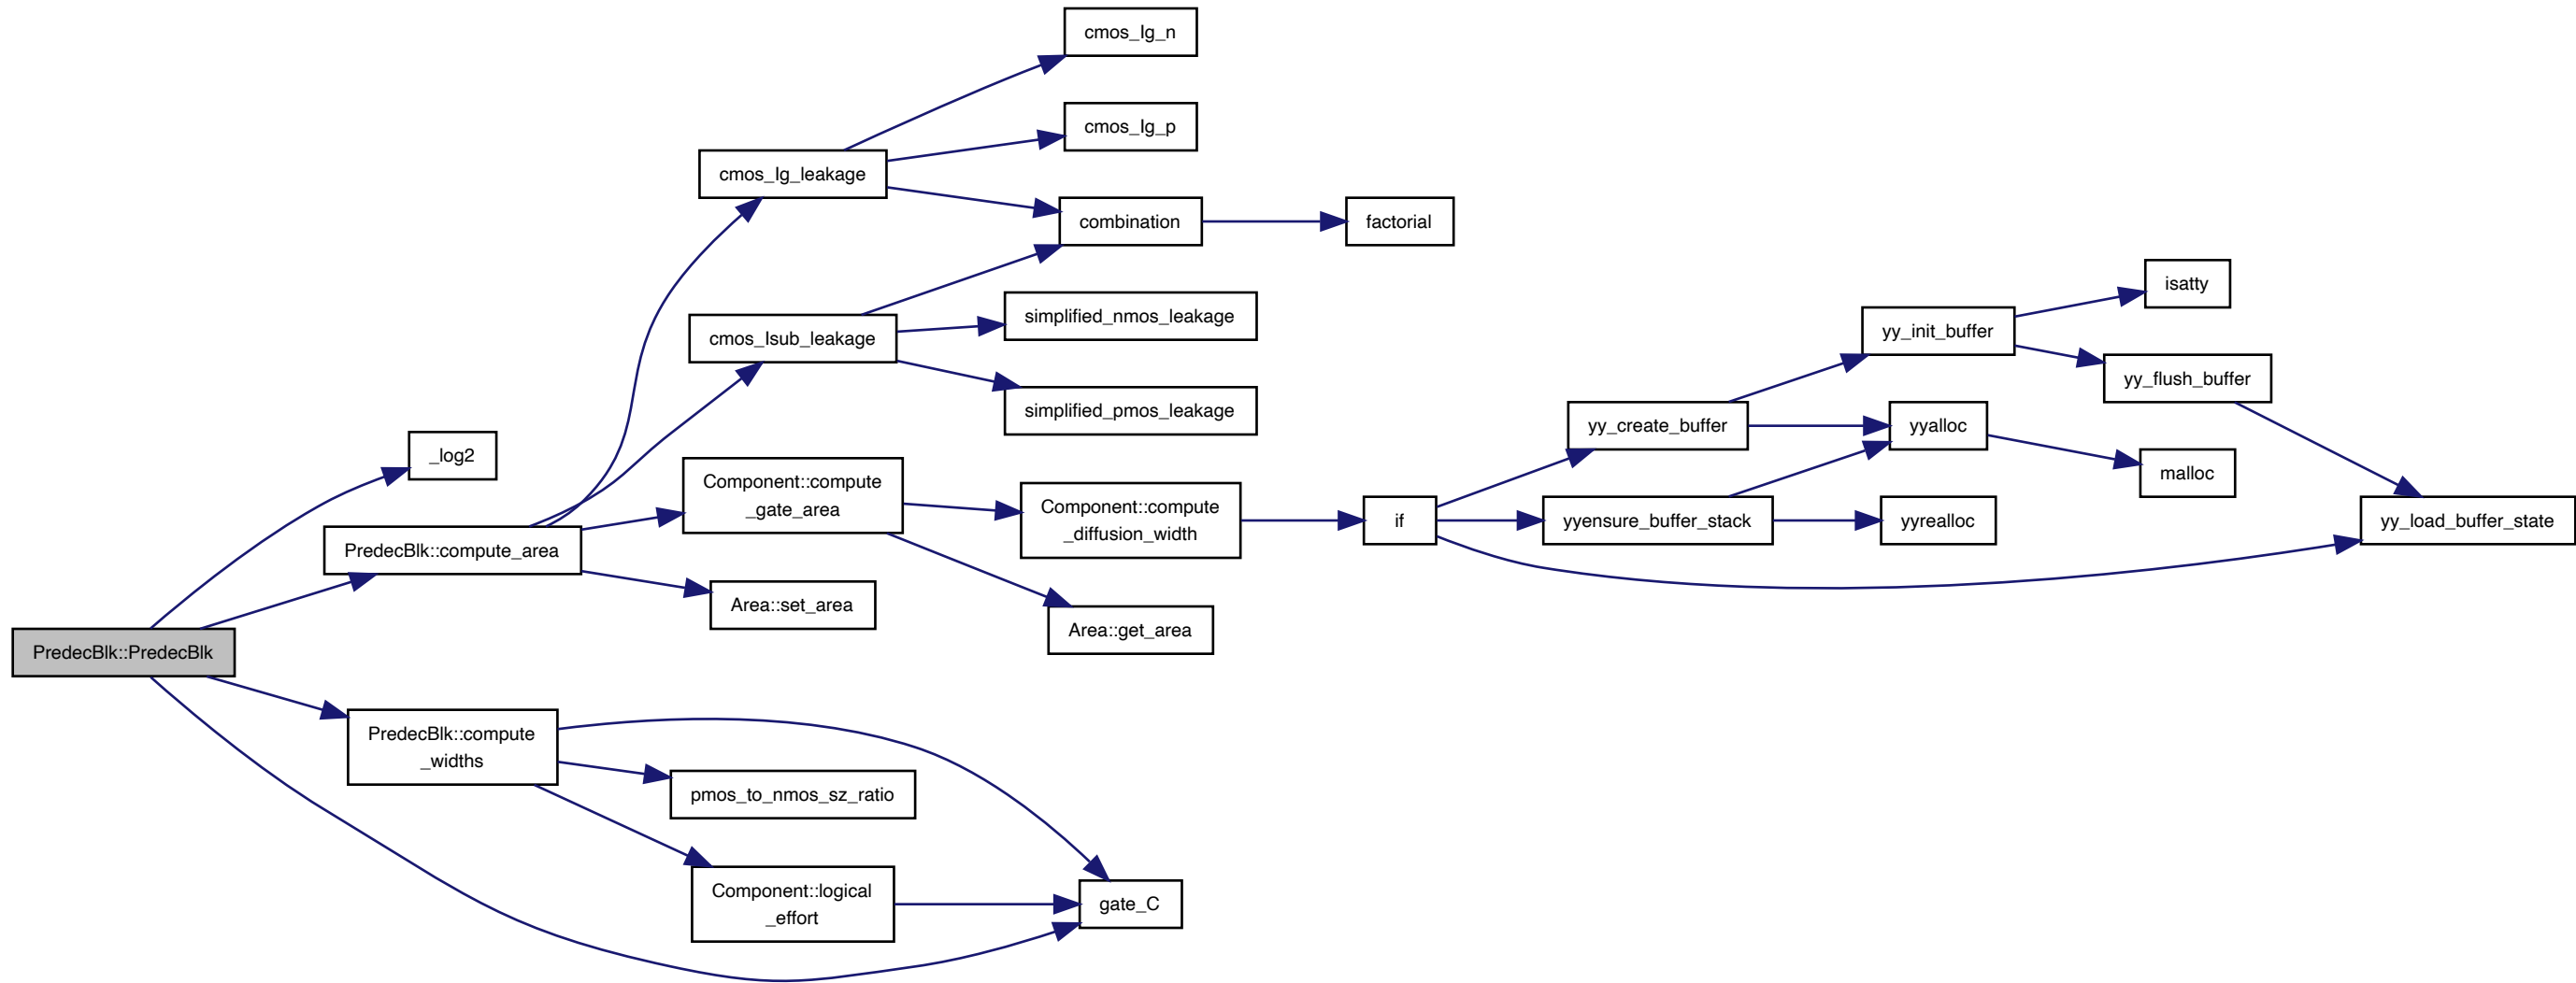 cmos_Ig_n
cmos_Ig_p
cmos_Ig_leakage
combination
factorial
isatty
simplified_nmos_leakage
yy_init_buffer
cmos_Isub_leakage
yy_flush_buffer
simplified_pmos_leakage
yy_create_buffer
yyalloc
_log2
malloc
Component::compute
_gate_area
Component::compute
_diffusion_width
if
yyensure_buffer_stack
yyrealloc
yy_load_buffer_state
PredecBlk::compute_area
Area::set_area
Area::get_area
PredecBlk::PredecBlk
PredecBlk::compute
_widths
pmos_to_nmos_sz_ratio
Component::logical
_effort
gate_C